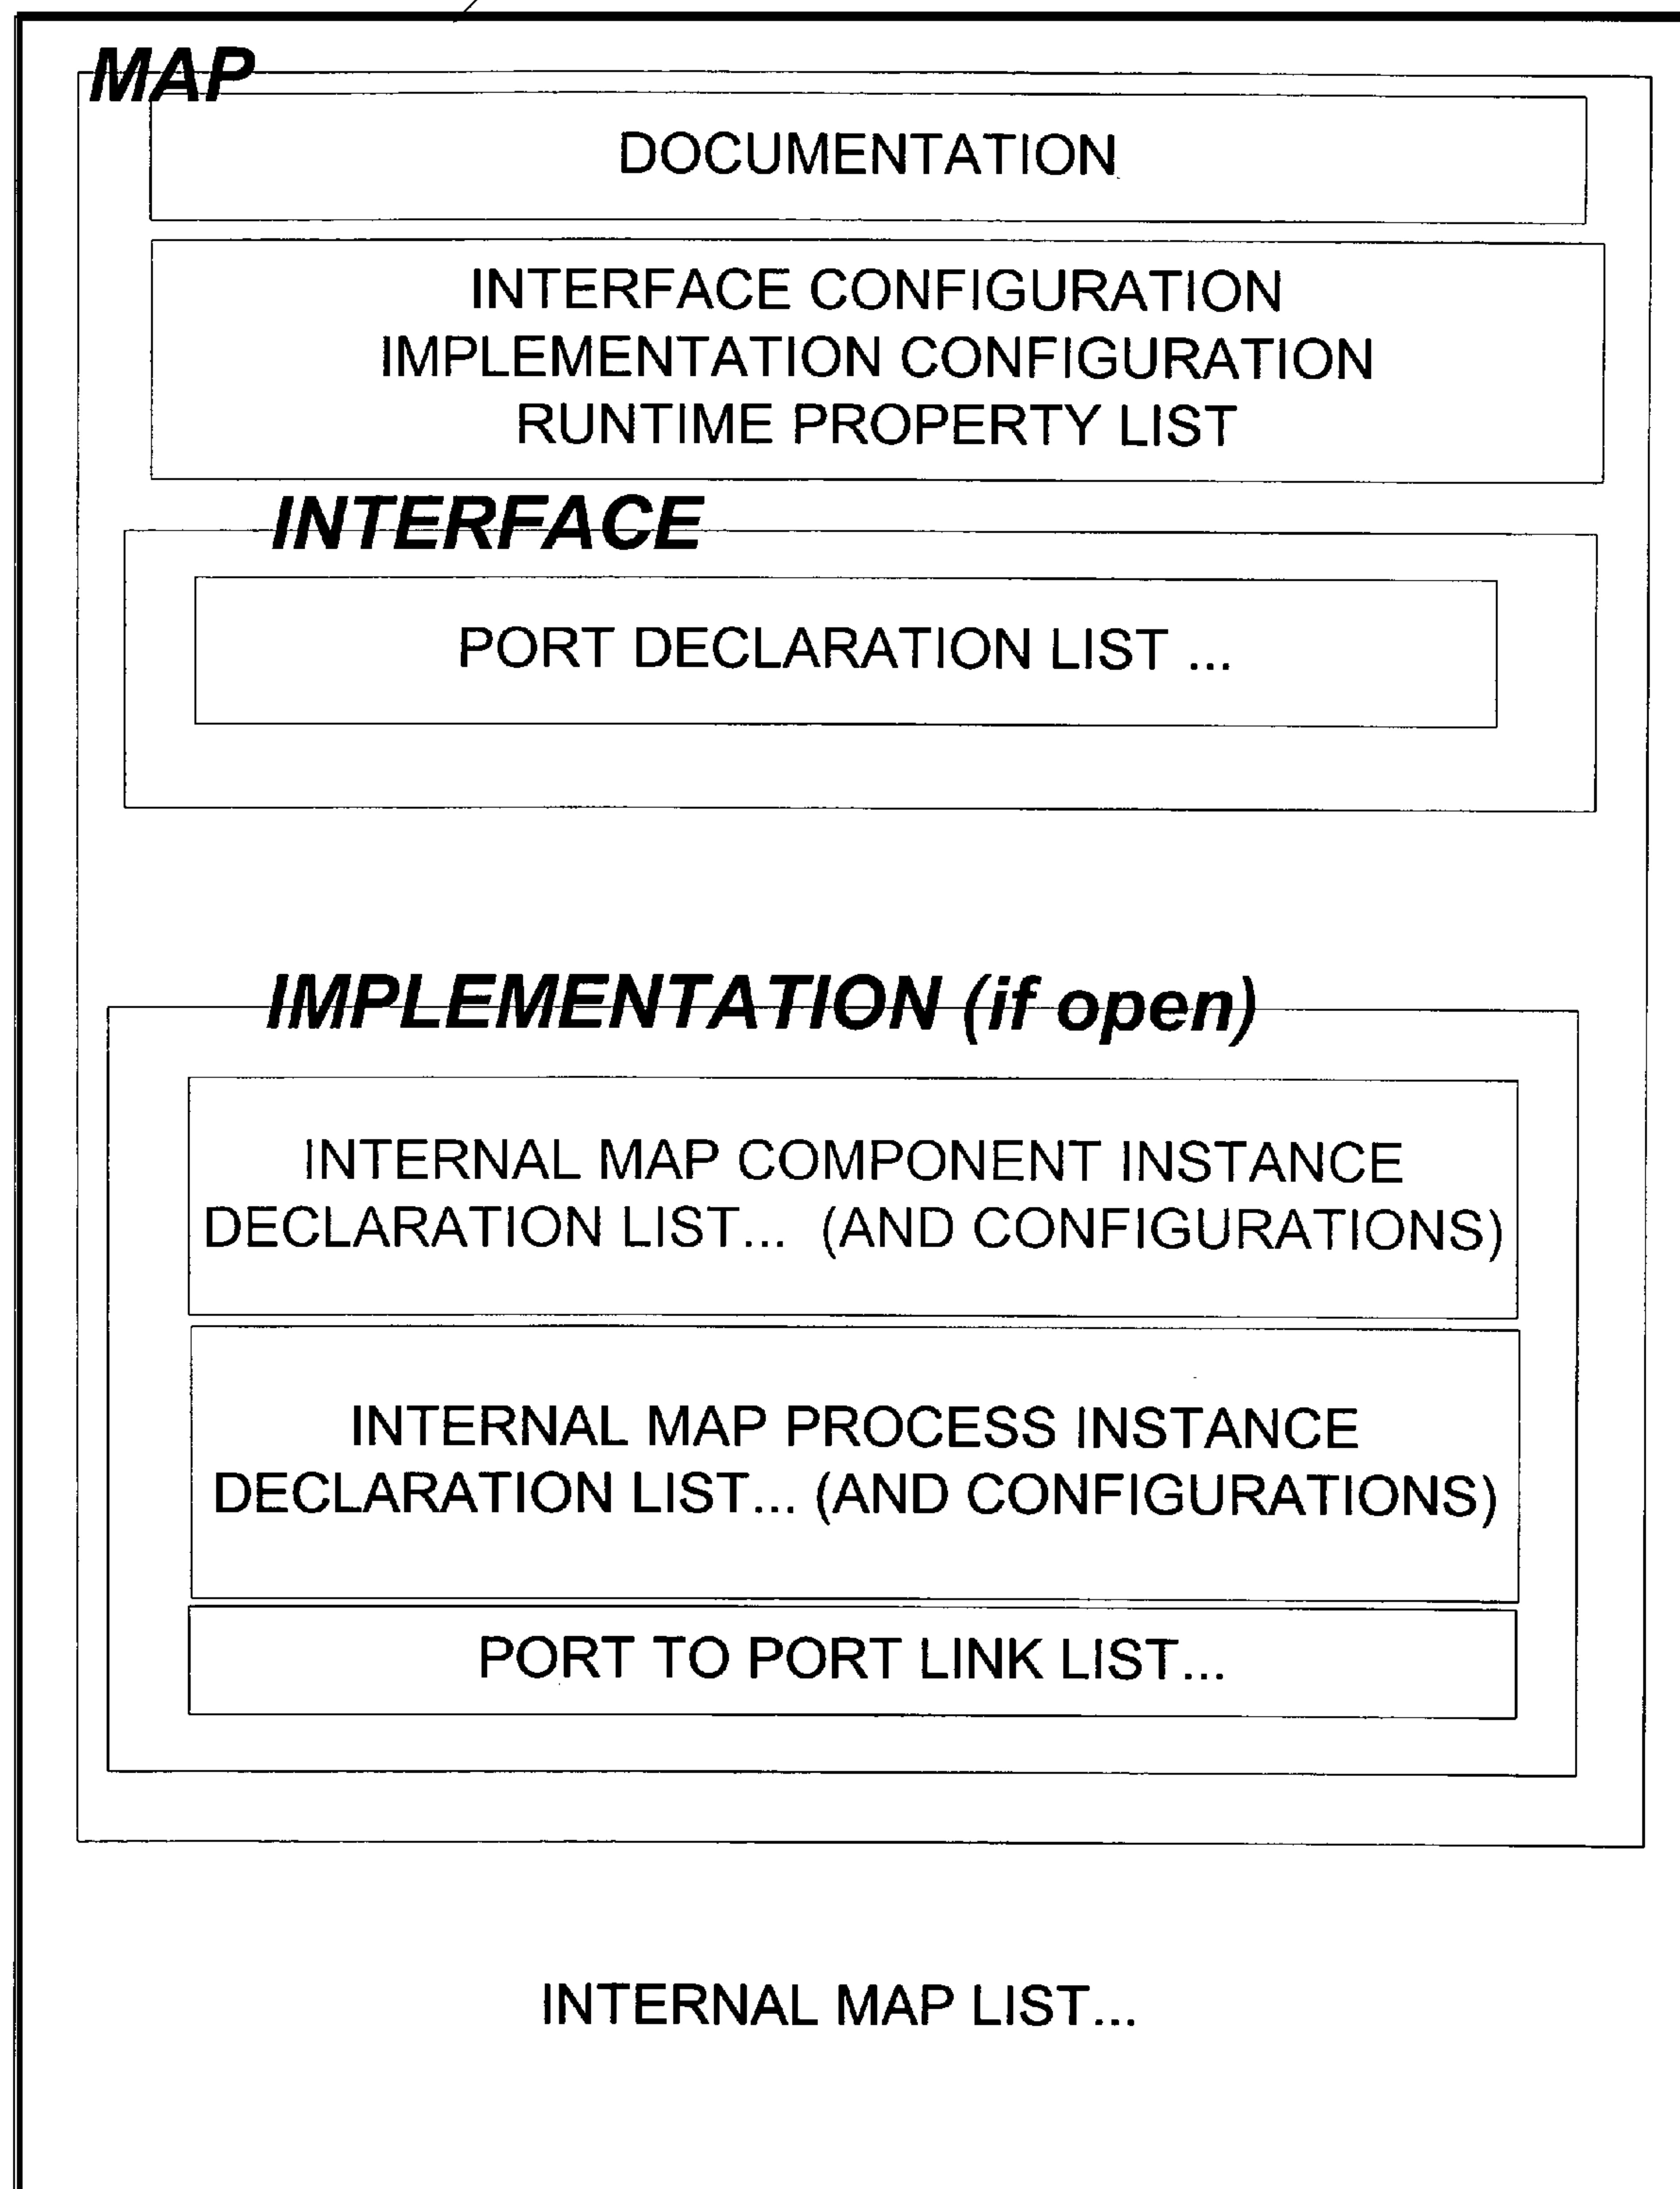 MAP
DOCUMENTATION
INTERFACE CONFIGURATION
IMPLEMENTATION CONFIGURATION
RUNTIME PROPERTY LIST
INTERFACE
PORT DECLARATION LIST ...
IMPLEMENTATION (if open)
INTERNAL MAP COMPONENT INSTANCE
DECLARATION LIST... (AND CONFIGURATIONS)
INTERNAL MAP PROCESS INSTANCE
DECLARATION LIST... (AND CONFIGURATIONS)
PORT TO PORT LINK LIST...
INTERNAL MAP LIST...